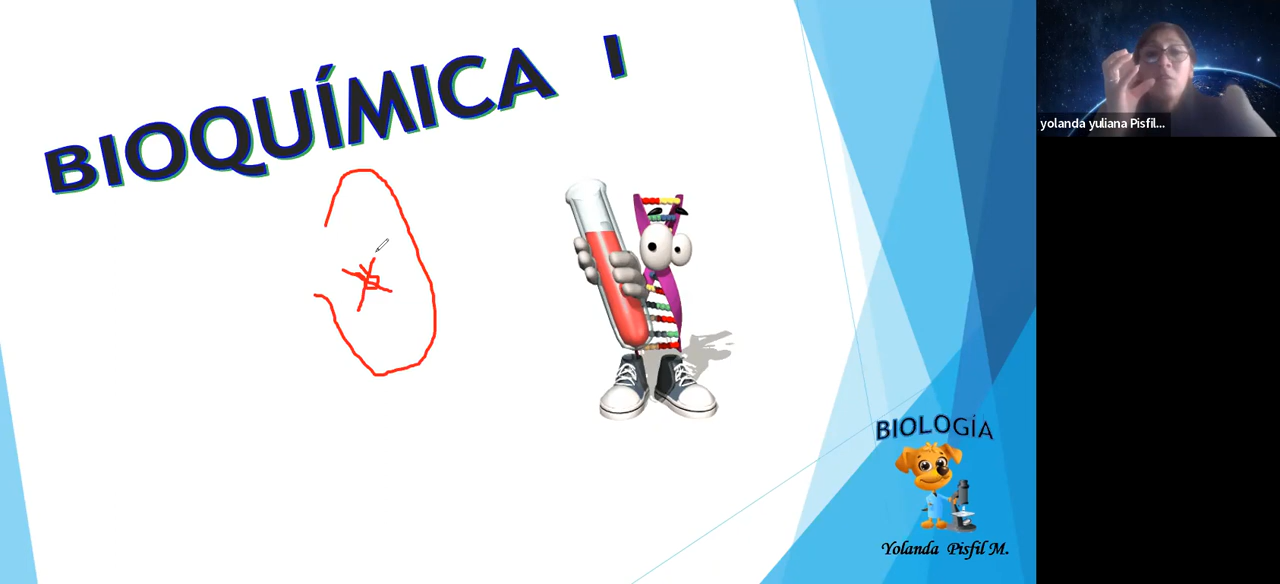 BIOQUÍMICA I
yolanda yuliana Pisfil...
BIOLOGÍA
Yolanda Pisfil M.